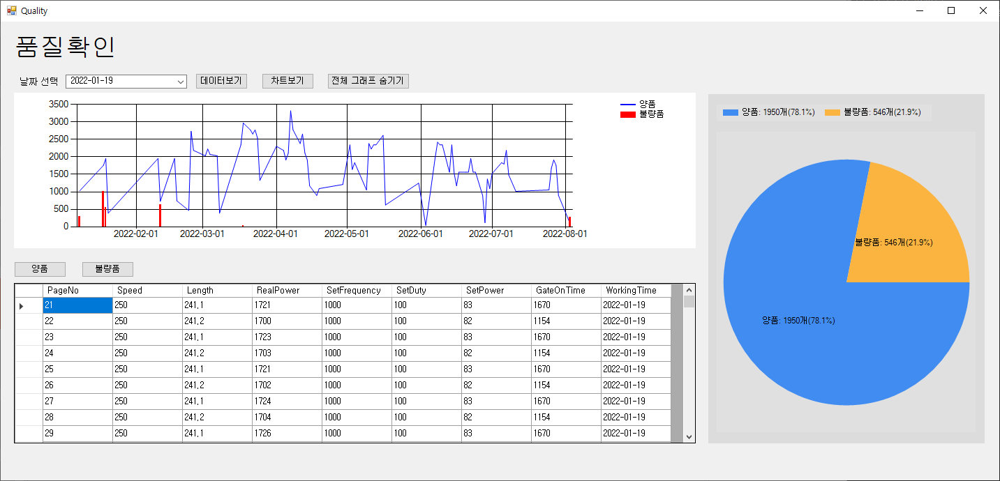 Quality
품질확인
날짜 선택 2022-01-19 데이터보기 차트보기 전체 그래프 숨기기
3500
3000
2500
2000
1500
1000
500
0
2022-02-01 2022-03-01 2022-04-01 2022-05-01 2022-06-01 2022-07-01 2022-08-01
양품
불량품
양품: 1950개(78.1%) 불량품: 546개(21.9%)
불량품: 546개(21.9%)
양품: 1950개(78.1%)
양품 불량품
PageNo Speed Length RealPower SetFrequency SetDuty SetPower GateOnTime WorkingTime
21 250 241.1 1721 1000 100 83 1670 2022-01-19
22 250 241.2 1700 1000 100 82 1154 2022-01-19
23 250 241.1 1723 1000 100 83 1670 2022-01-19
24 250 241.2 1703 1000 100 82 1154 2022-01-19
25 250 241.1 1721 1000 100 83 1670 2022-01-19
26 250 241.2 1702 1000 100 82 1154 2022-01-19
27 250 241.1 1724 1000 100 83 1670 2022-01-19
28 250 241.2 1704 1000 100 82 1154 2022-01-19
29 250 241.1 1726 1000 100 83 1670 2022-01-19